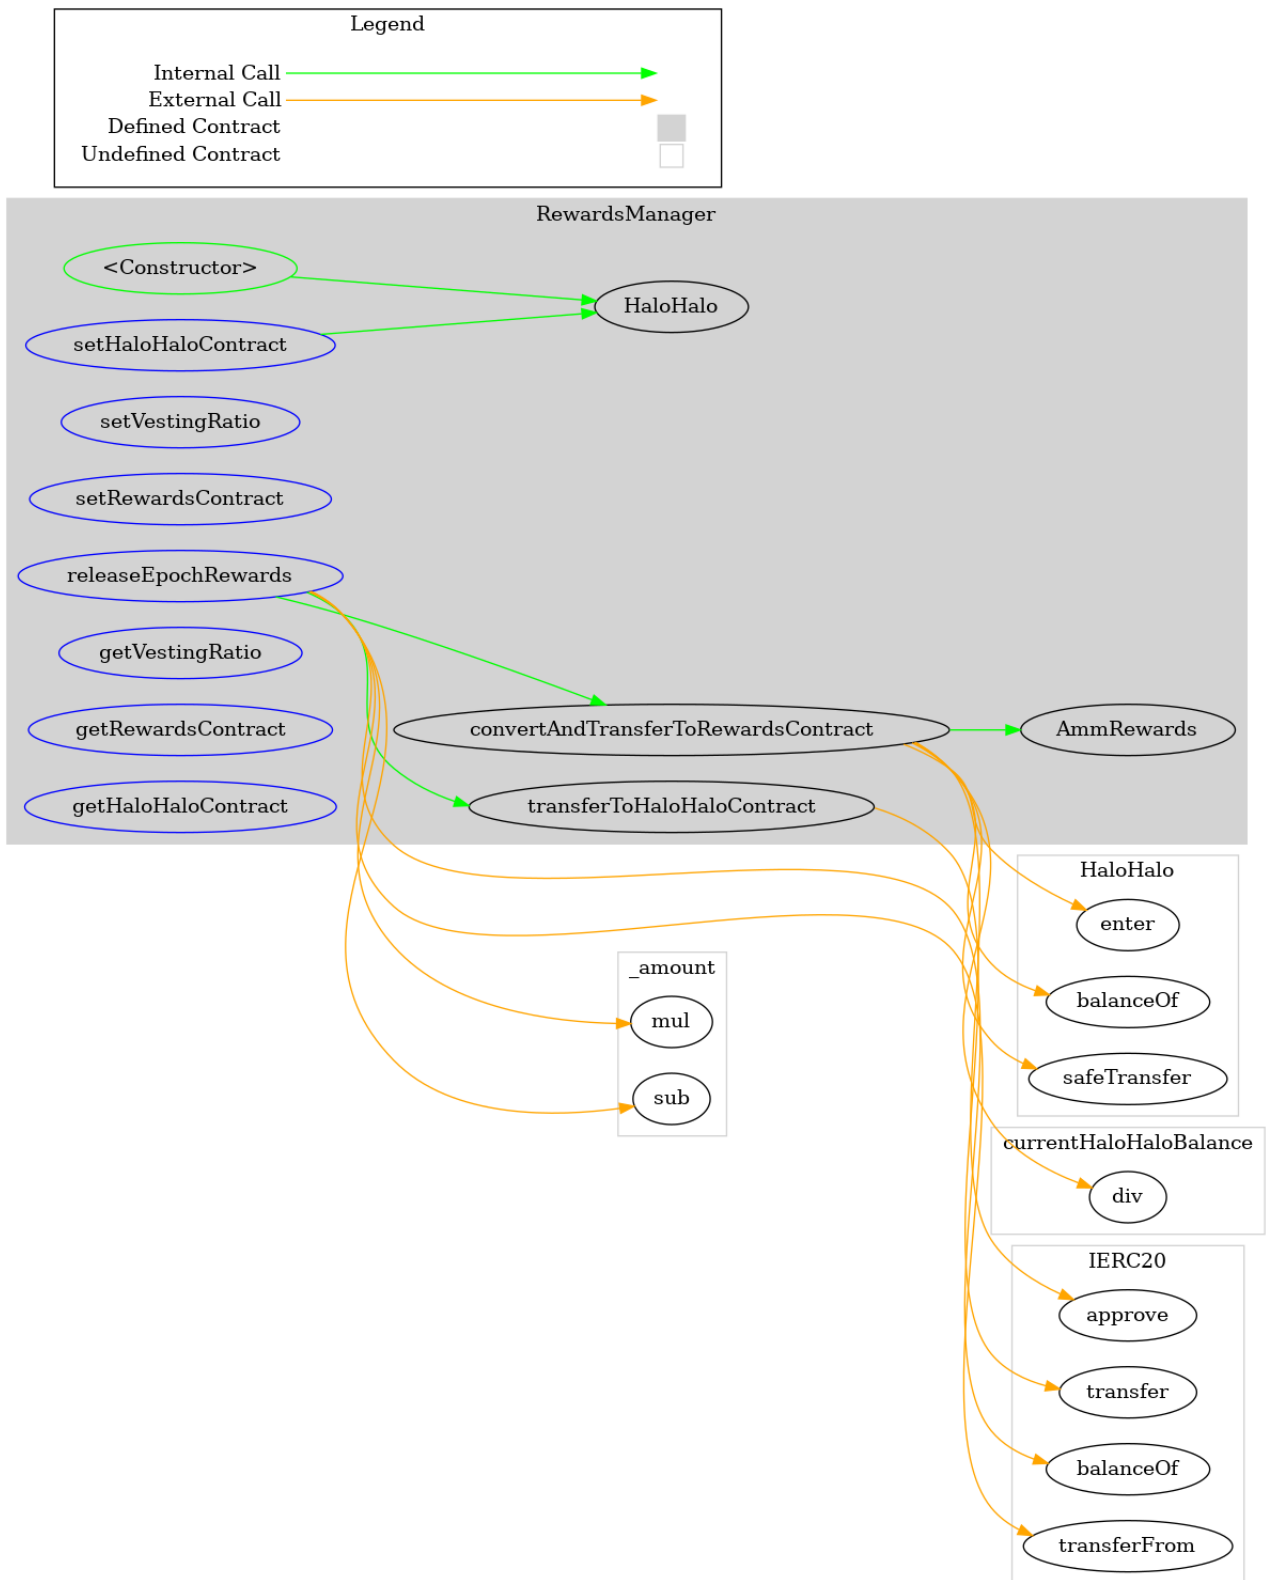 Legend
Internal Call
External Call
Defined Contract
Undefined Contract
RewardsManager
<Constructor>
HaloHalo
setHaloHaloContract
setVestingRatio
setRewardsContract
releaseEpochRewards
getVestingRatio
getRewardsContract
convertAndTransferToRewardsContract
AmmRewards
getHaloHaloContract
transferToHaloHaloContract
HaloHalo
enter
balanceOf
safeTransfer
_amount
mul
sub
currentHaloHaloBalance
div
IERC20
approve
transfer
balanceOf
transferFrom